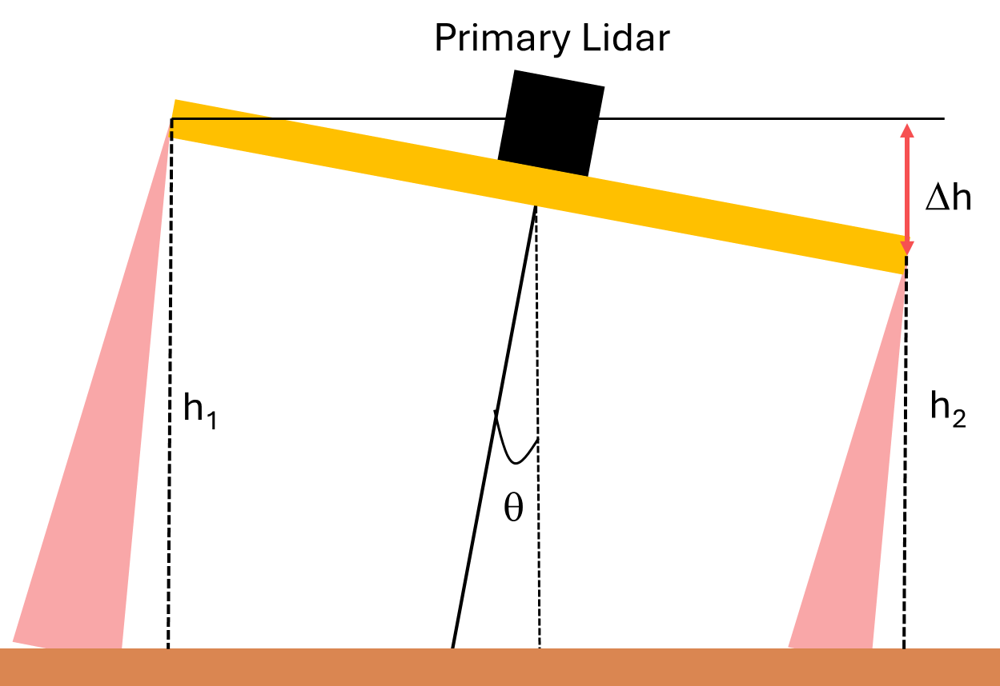 Primary Lidar
Δh
h₁
h₂
θ